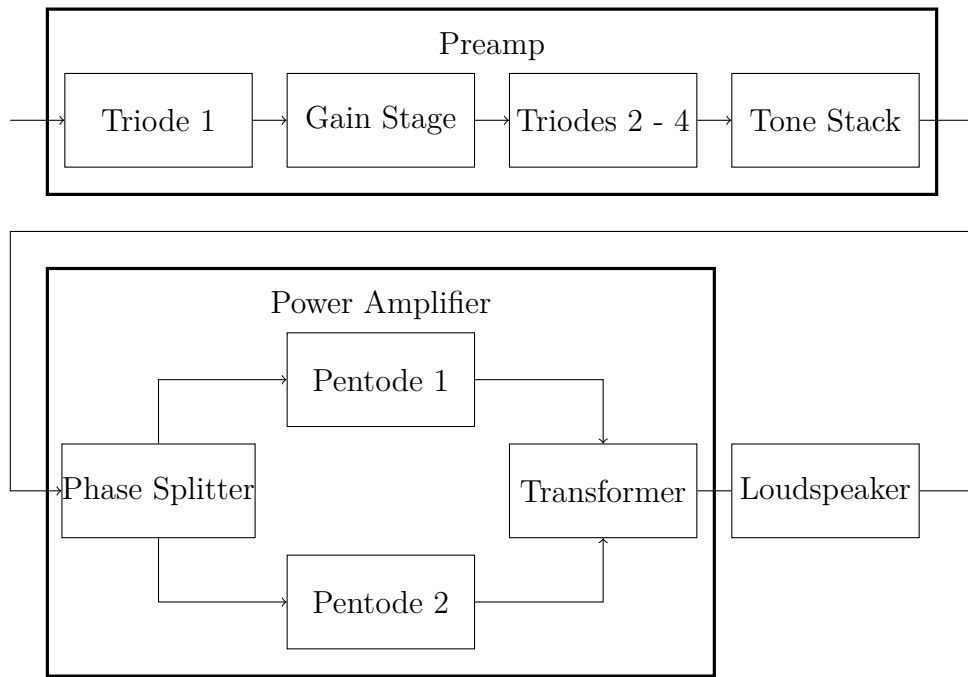 Preamp
Triode 1
Gain Stage
Triodes 2 - 4
Tone Stack
Power Amplifier
Pentode 1
Phase Splitter
Transformer
Loudspeaker
Pentode 2